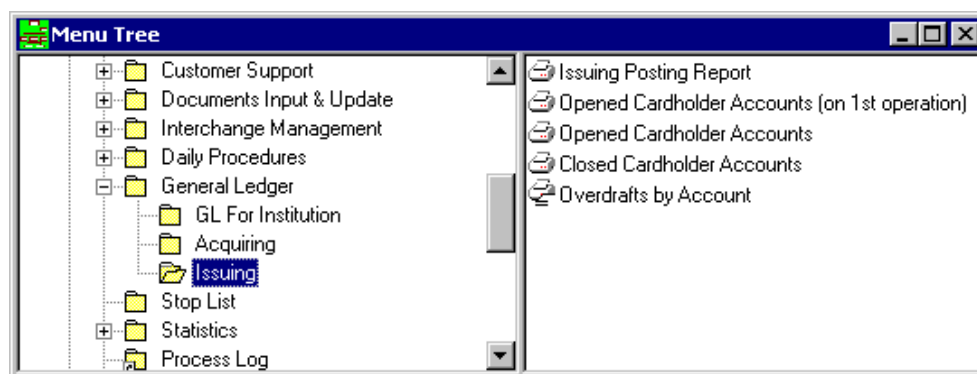 Menu Tree
Customer Support
Documents Input & Update
Interchange Management
Daily Procedures
General Ledger
GL For Institution
Acquiring
Issuing
Stop List
Statistics
Process Log
Issuing Posting Report
Opened Cardholder Accounts (on 1st operation)
Opened Cardholder Accounts
Closed Cardholder Accounts
Overdrafts by Account